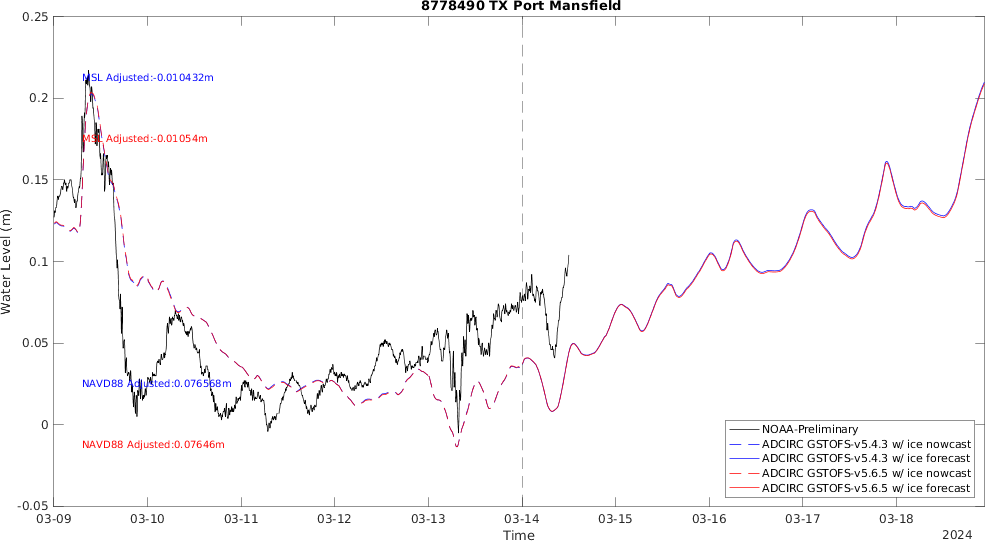 8778490 TX Port Mansfield
0.25
0.2
0.15
0.1
0.05
0
-0.05
Water Level (m)
MSL Adjusted:-0.010432m
MSL Adjusted:-0.01054m
NAVD88 Adjusted:0.076568m
NAVD88 Adjusted:0.07646m
NOAA-Preliminary
ADCIRC GSTOFS-v5.4.3 w/ ice nowcast
ADCIRC GSTOFS-v5.4.3 w/ ice forecast
ADCIRC GSTOFS-v5.6.5 w/ ice nowcast
ADCIRC GSTOFS-v5.6.5 w/ ice forecast
03-09 03-10 03-11 03-12 03-13 03-14 03-15 03-16 03-17 03-18
Time
2024